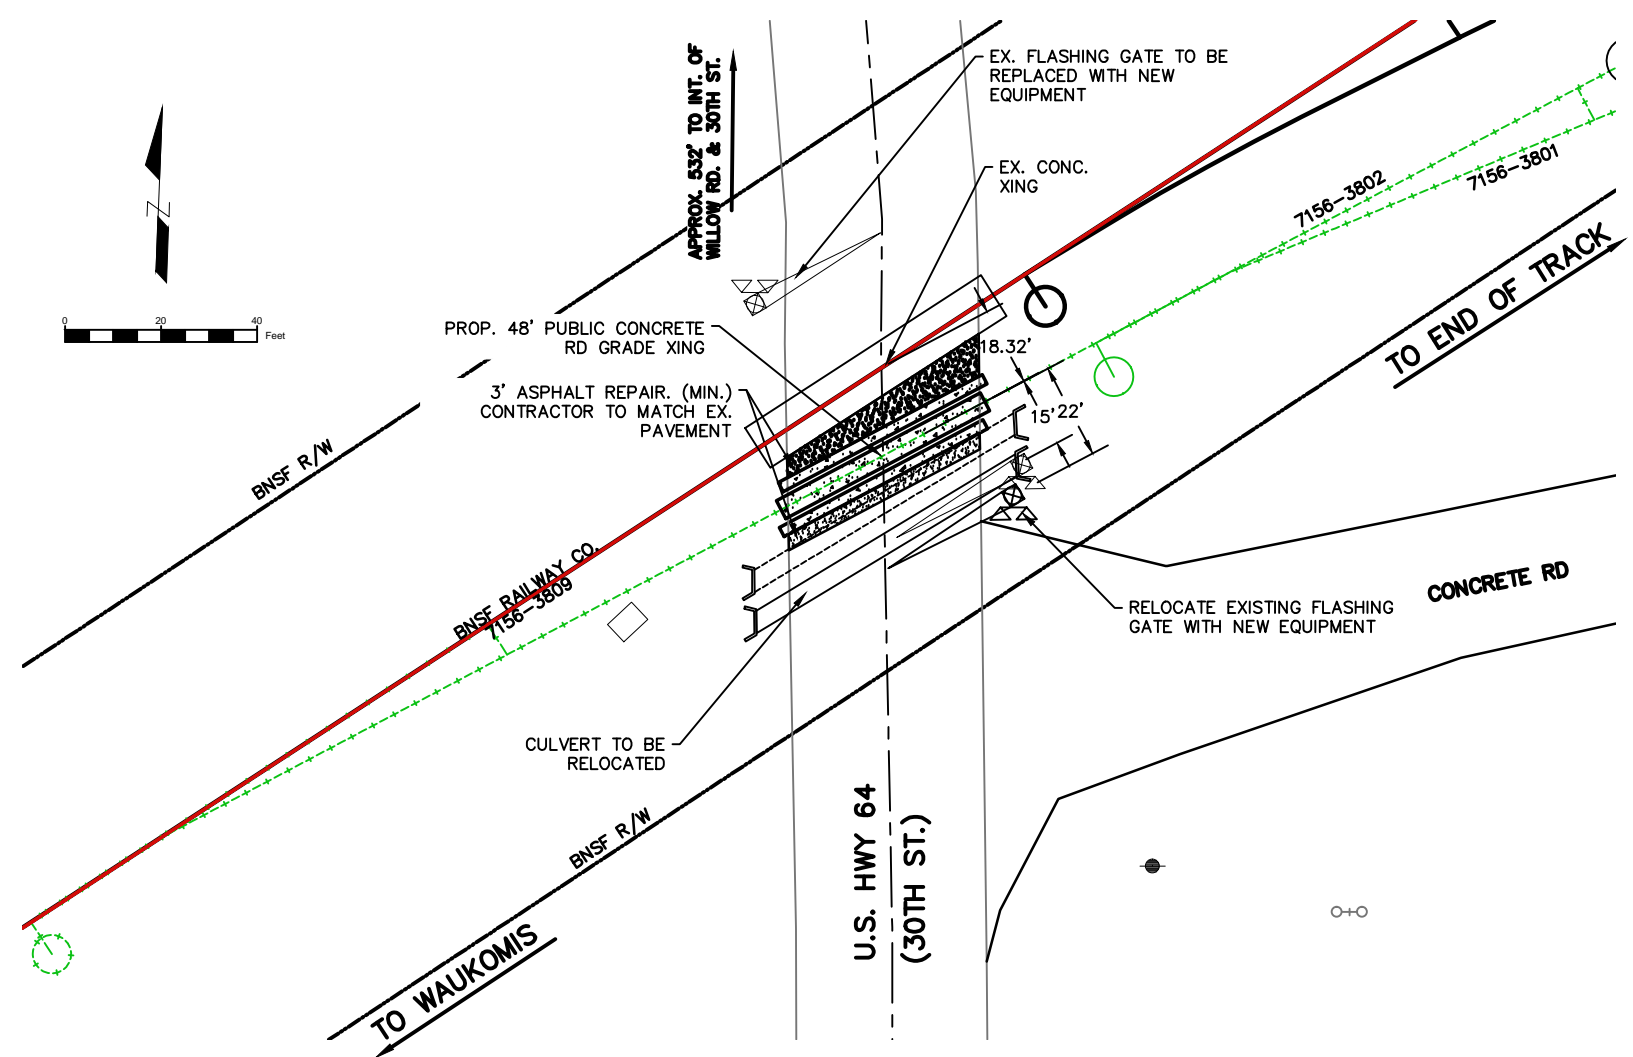 APPROX. 532' TO INT. OF
WILLOW RD. & 30TH ST.
EX. FLASHING GATE TO BE
REPLACED WITH NEW
EQUIPMENT
EX. CONC.
XING
7156-3802
7156-3801
TO END OF TRACK
0 20 40
Feet
PROP. 48' PUBLIC CONCRETE
RD GRADE XING
18.32'
3' ASPHALT REPAIR. (MIN.)
CONTRACTOR TO MATCH EX.
PAVEMENT
15'
22'
BNSF R/W
BNSF RAILWAY CO.
7156-3809
CONCRETE RD
RELOCATE EXISTING FLASHING
GATE WITH NEW EQUIPMENT
CULVERT TO BE
RELOCATED
BNSF R/W
U.S. HWY 64
(30TH ST.)
TO WAUKOMIS